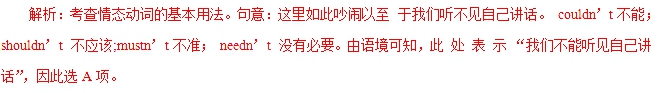 解析：考查情态动词的基本用法。句意：这里如此吵闹以至 于我们听不见自己讲话。 couldn’t 不能；
shouldn’t 不应该;mustn’t 不准； needn’t 没有必要。由语境可知，此 处 表 示 “我们不能听见自己讲
话”，因此选 A 项。